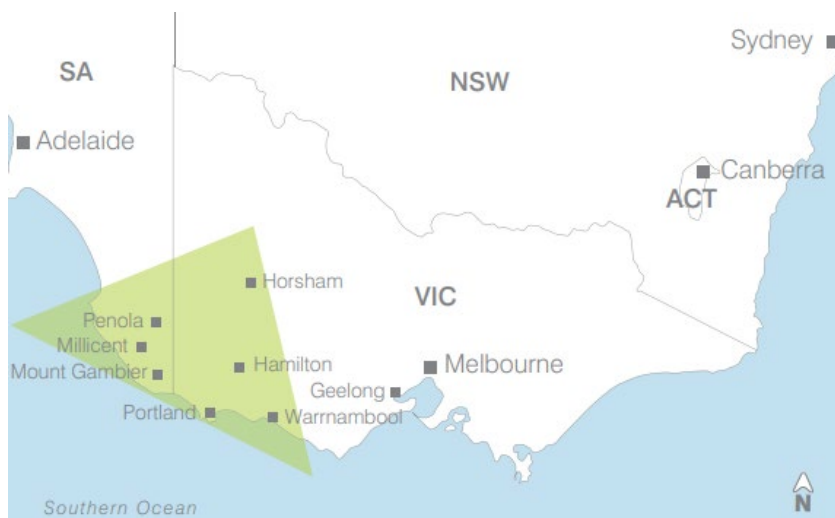 Sydney
SA
NSW
Adelaide
Canberra
ACT
Horsham
VIC
Penola
Millicent
Mount Gambier
Hamilton
Melbourne
Geelong
Portland
Warrnambool
Southern Ocean
N